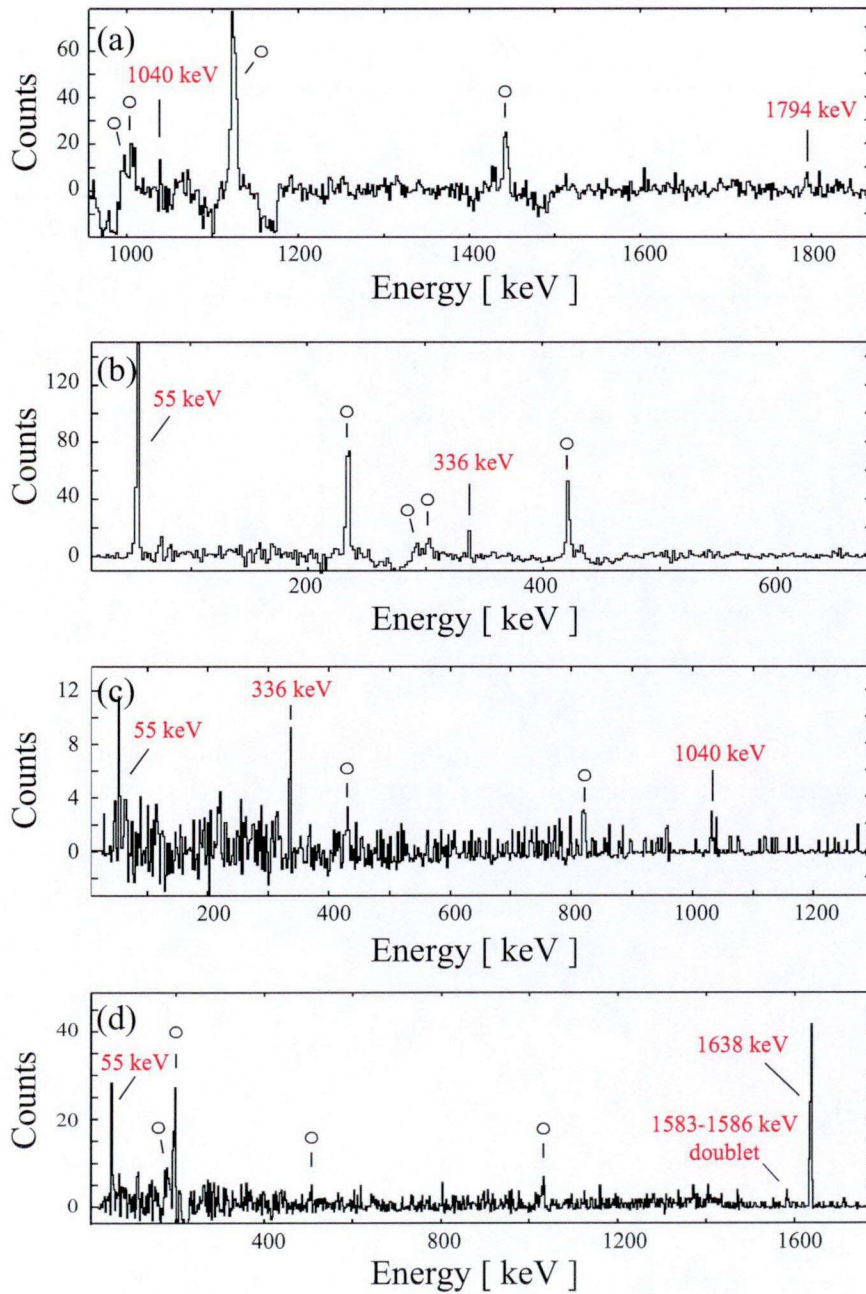 (a)
1040 keV
1794 keV
60
40
20
0
Counts
1000 1200 1400 1600 1800
Energy [ keV ]
(b)
55 keV
336 keV
120
80
40
0
Counts
200 400 600
Energy [ keV ]
(c)
336 keV
55 keV
1040 keV
12
8
4
0
Counts
200 400 600 800 1000 1200
Energy [ keV ]
(d)
55 keV
1638 keV
1583-1586 keV
doublet
40
20
0
Counts
400 800 1200 1600
Energy [ keV ]